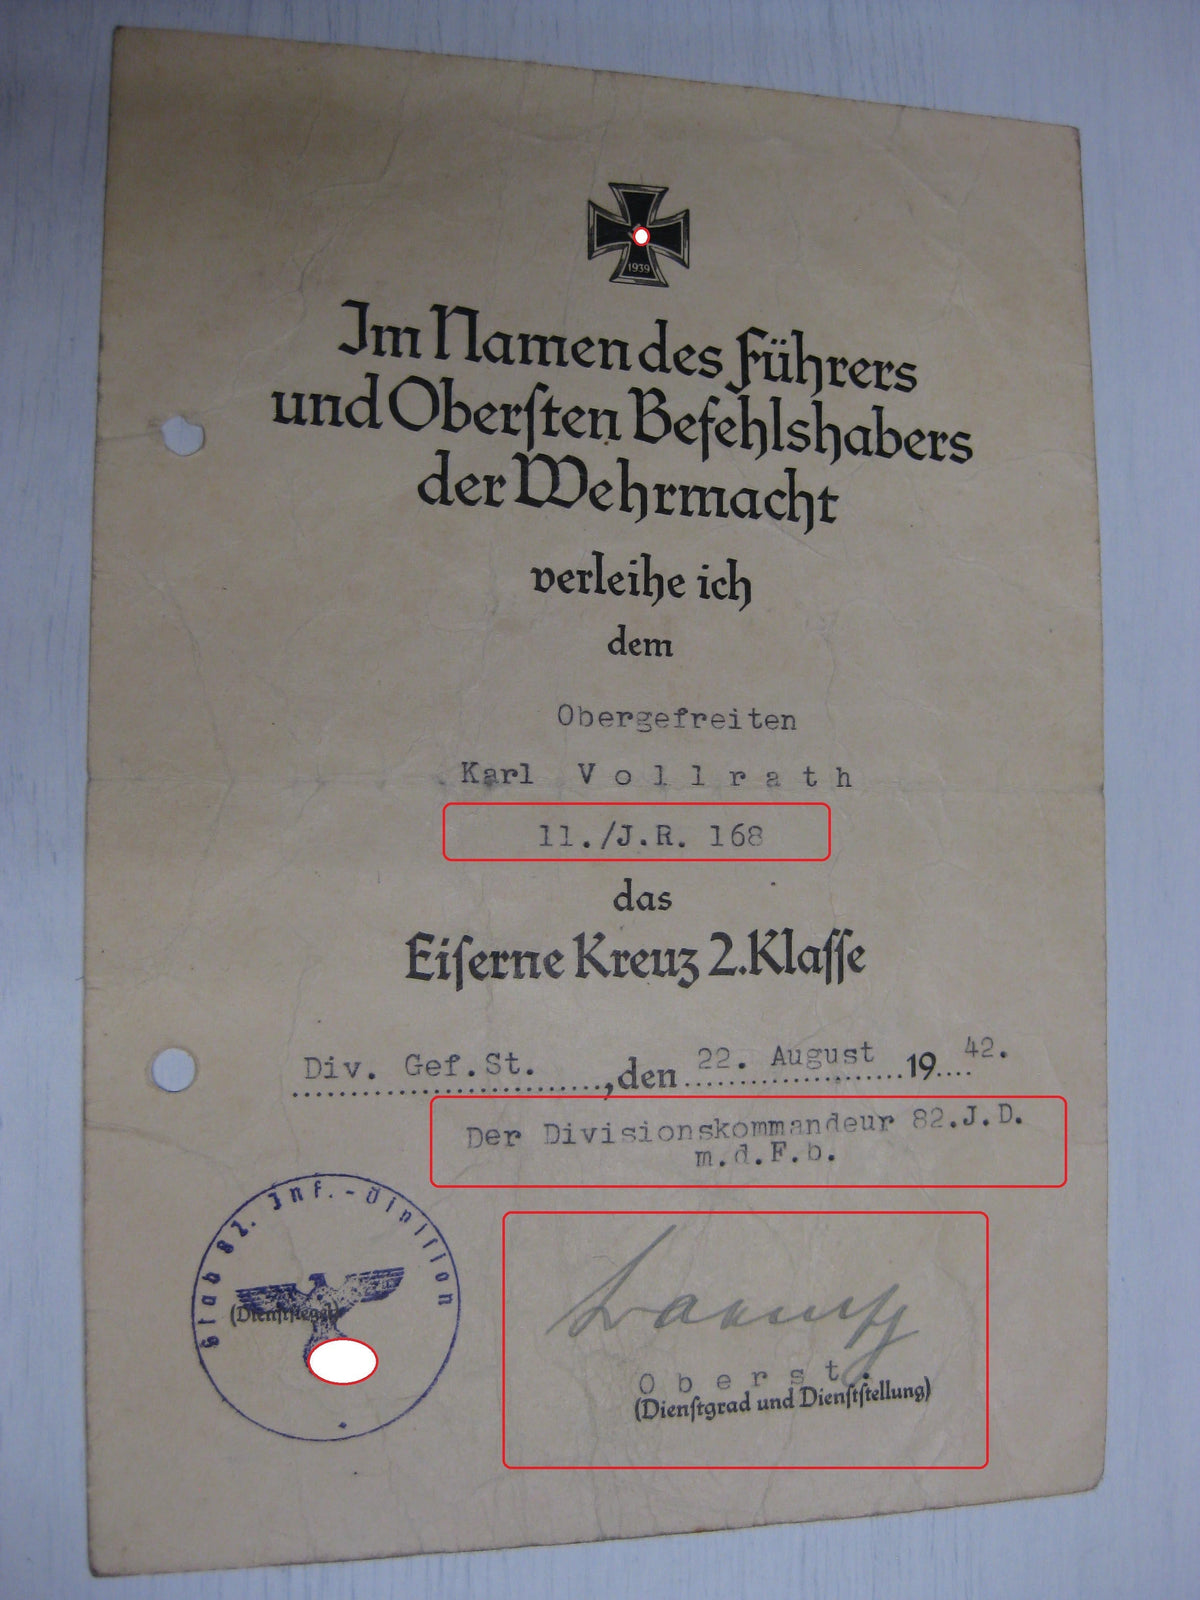 1939
Im Namen des Führers
und Oberſten Befehlshabers
der Wehrmacht
verleihe ich
dem
Obergefreiten
Karl Vollrath
11./J.R. 168
das
Eiſerne Kreuz 2.Klaſſe
Div. Gef.St. , den 22. August 1942.
Der Divisionskommandeur 82.J.D.
m.d.F.b.
Stab 82. Inf.-Diviſion
(Dienſtſiegel)
Oberst.
(Dienſtgrad und Dienſtſtellung)